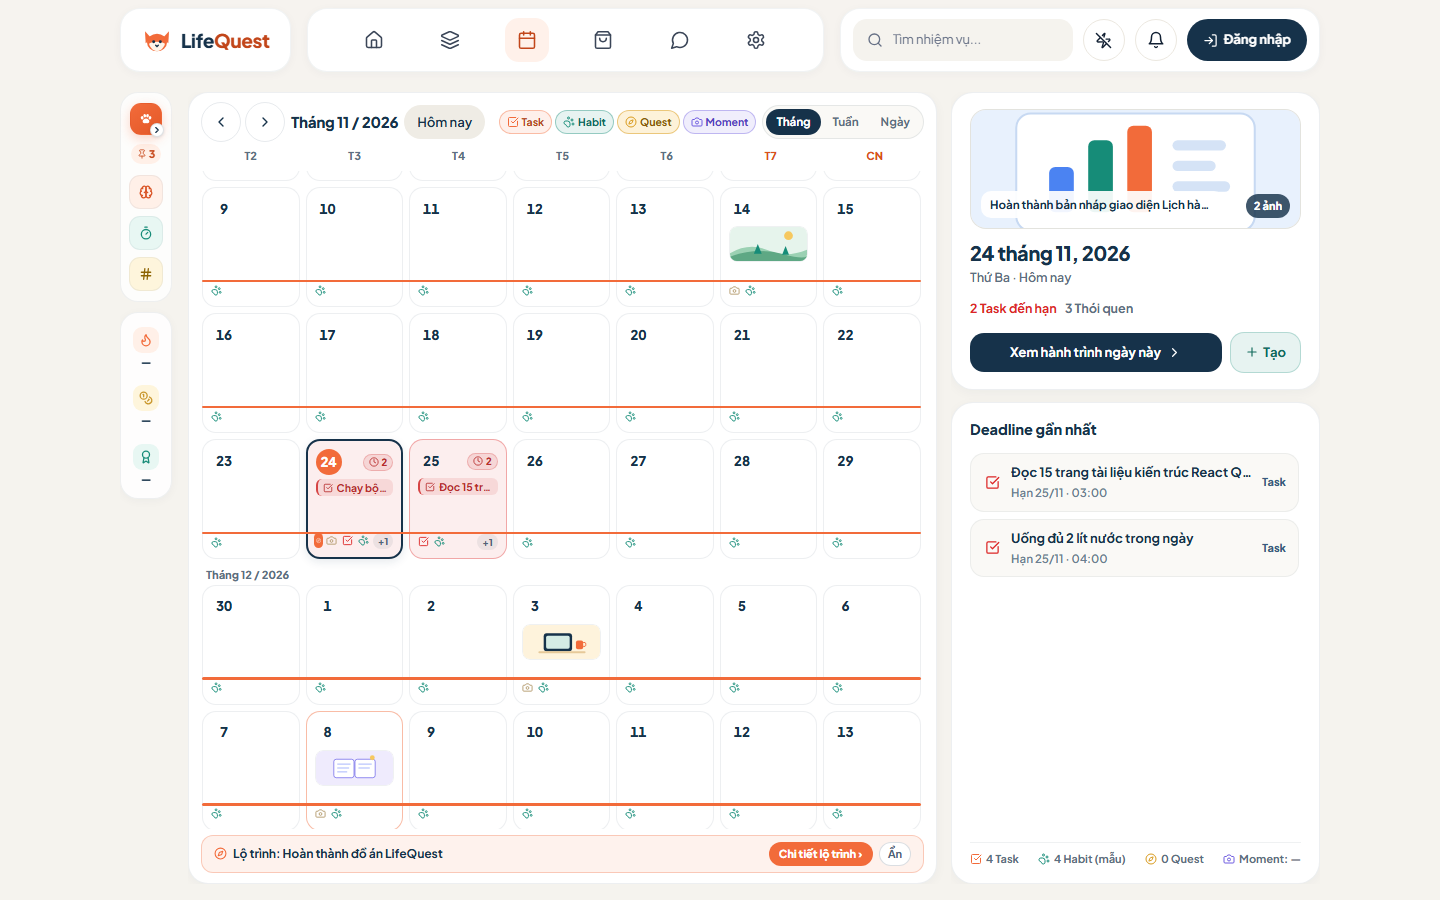 LifeQuest
Tìm nhiệm vụ...
Đăng nhập
3
–
–
–
Tháng 11 / 2026
Hôm nay
Task
Habit
Quest
Moment
Tháng
Tuần
Ngày
T2 T3 T4 T5 T6 T7 CN
9 10 11 12 13 14 15
16 17 18 19 20 21 22
23 24 2 25 2 26 27 28 29
Chạy bộ... Đọc 15 tr...
+1 +1
Tháng 12 / 2026
30 1 2 3 4 5 6
7 8 9 10 11 12 13
Lộ trình: Hoàn thành đồ án LifeQuest
Chi tiết lộ trình ›
Ẩn
Hoàn thành bản nháp giao diện Lịch hà...
2 ảnh
24 tháng 11, 2026
Thứ Ba · Hôm nay
2 Task đến hạn 3 Thói quen
Xem hành trình ngày này
+ Tạo
Deadline gần nhất
Đọc 15 trang tài liệu kiến trúc React Q...
Hạn 25/11 · 03:00
Task
Uống đủ 2 lít nước trong ngày
Hạn 25/11 · 04:00
Task
4 Task 4 Habit (mẫu) 0 Quest Moment: —